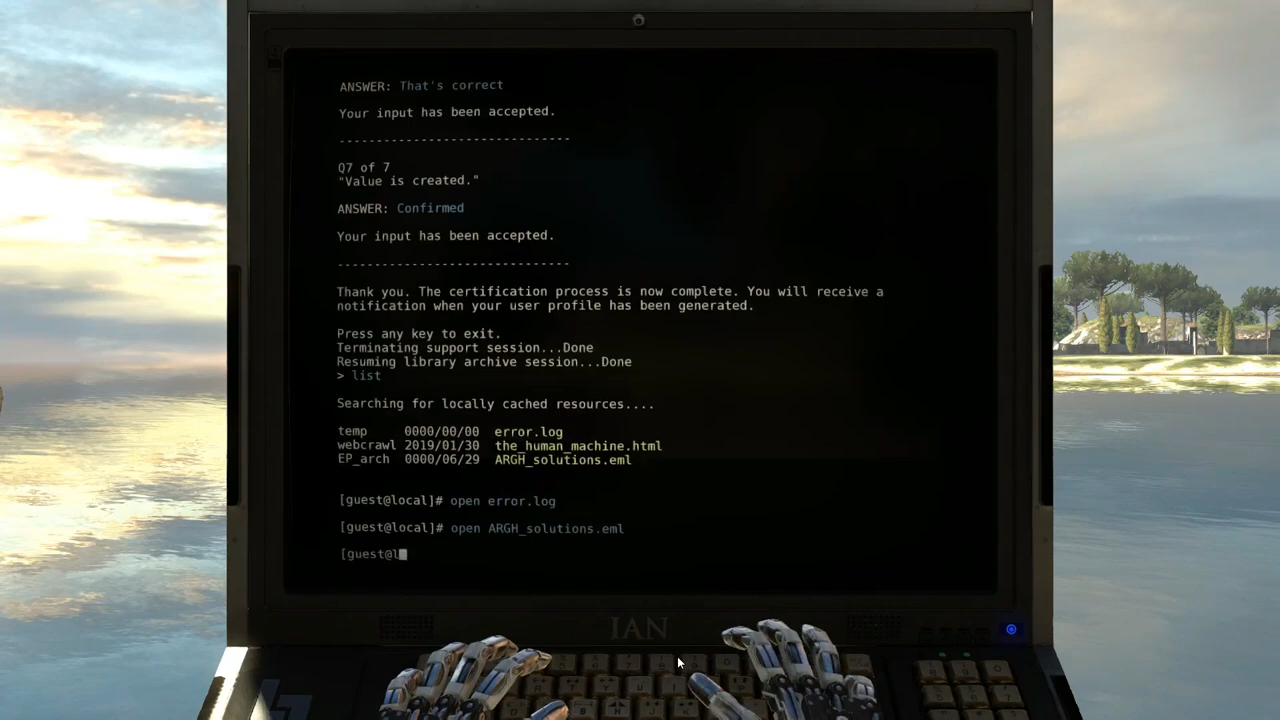 ANSWER: That's correct
Your input has been accepted.
-------------------------------
Q7 of 7
"Value is created."
ANSWER: Confirmed
Your input has been accepted.
-------------------------------
Thank you. The certification process is now complete. You will receive a
notification when your user profile has been generated.
Press any key to exit.
Terminating support session...Done
Resuming library archive session...Done
> list
Searching for locally cached resources....
temp 0000/00/00 error.log
webcrawl 2019/01/30 the_human_machine.html
EP_arch 0000/06/29 ARGH_solutions.eml
[guest@local]# open error.log
[guest@local]# open ARGH_solutions.eml
[guest@l
IAN